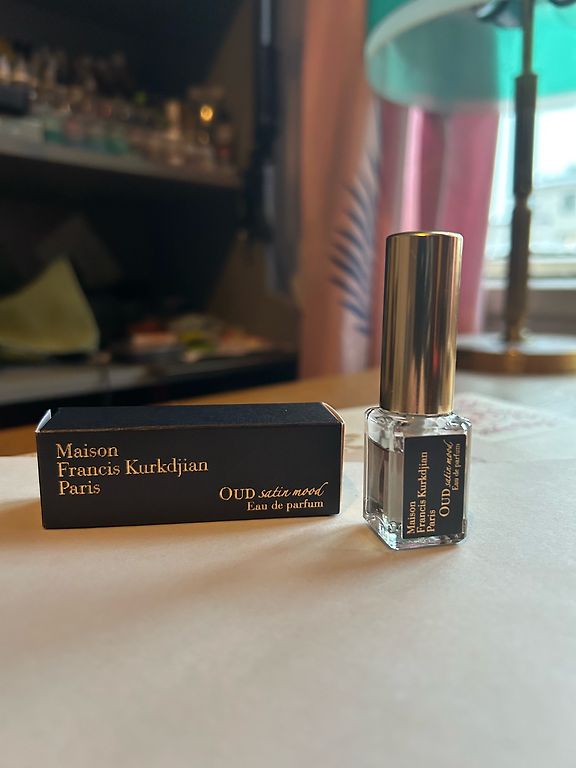 Maison
Francis Kurkdjian
Paris
OUD satin mood
Eau de parfum
Maison
Francis Kurkdjian
Paris
OUD satin mood
Eau de parfum